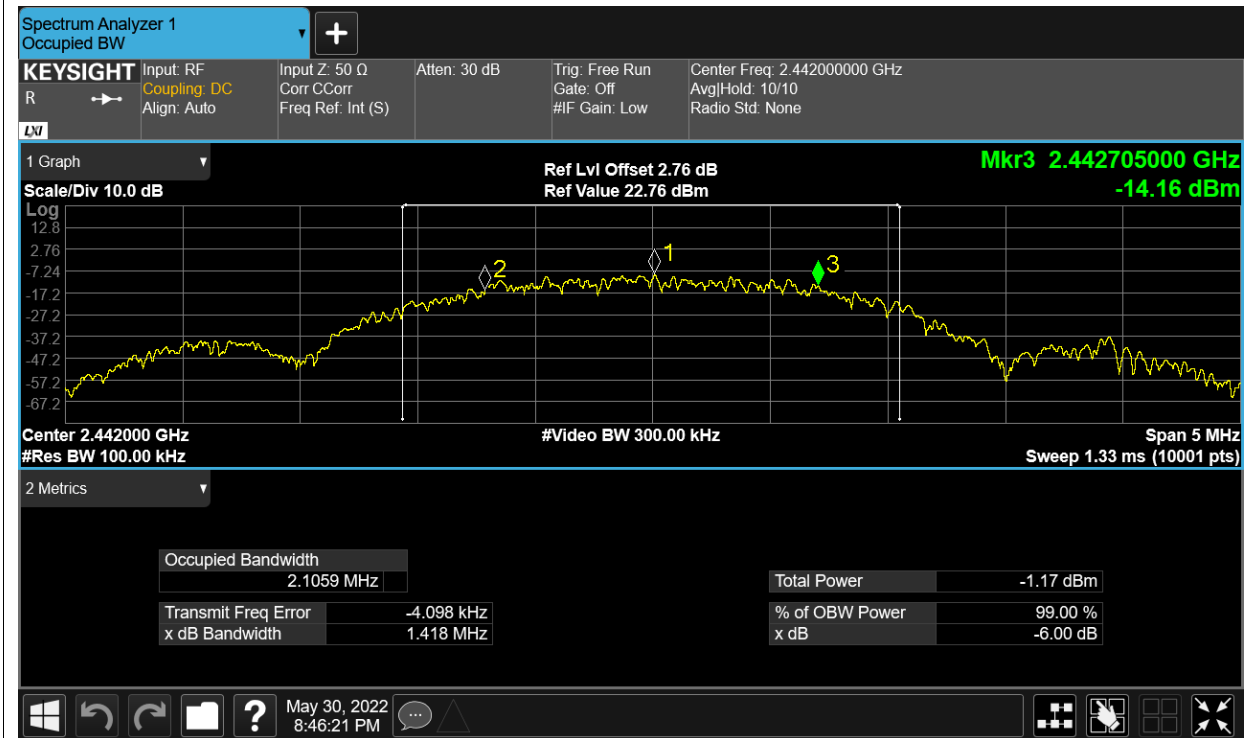 Spectrum Analyzer 1
Occupied BW
KEYSIGHT
R
LXI
Input: RF
Coupling: DC
Align: Auto
Input Z: 50 Ω
Corr CCorr
Freq Ref: Int (S)
Atten: 30 dB
Trig: Free Run
Gate: Off
#IF Gain: Low
Center Freq: 2.442000000 GHz
Avg|Hold: 10/10
Radio Std: None
1 Graph
Scale/Div 10.0 dB
Ref Lvl Offset 2.76 dB
Ref Value 22.76 dBm
Mkr3 2.442705000 GHz
-14.16 dBm
Log
12.8
2.76
-7.24
-17.2
-27.2
-37.2
-47.2
-57.2
-67.2
2
1
3
Center 2.442000 GHz
#Res BW 100.00 kHz
#Video BW 300.00 kHz
Span 5 MHz
Sweep 1.33 ms (10001 pts)
2 Metrics
Occupied Bandwidth
2.1059 MHz
Transmit Freq Error -4.098 kHz
x dB Bandwidth 1.418 MHz
Total Power -1.17 dBm
% of OBW Power 99.00 %
x dB -6.00 dB
?
May 30, 2022
8:46:21 PM